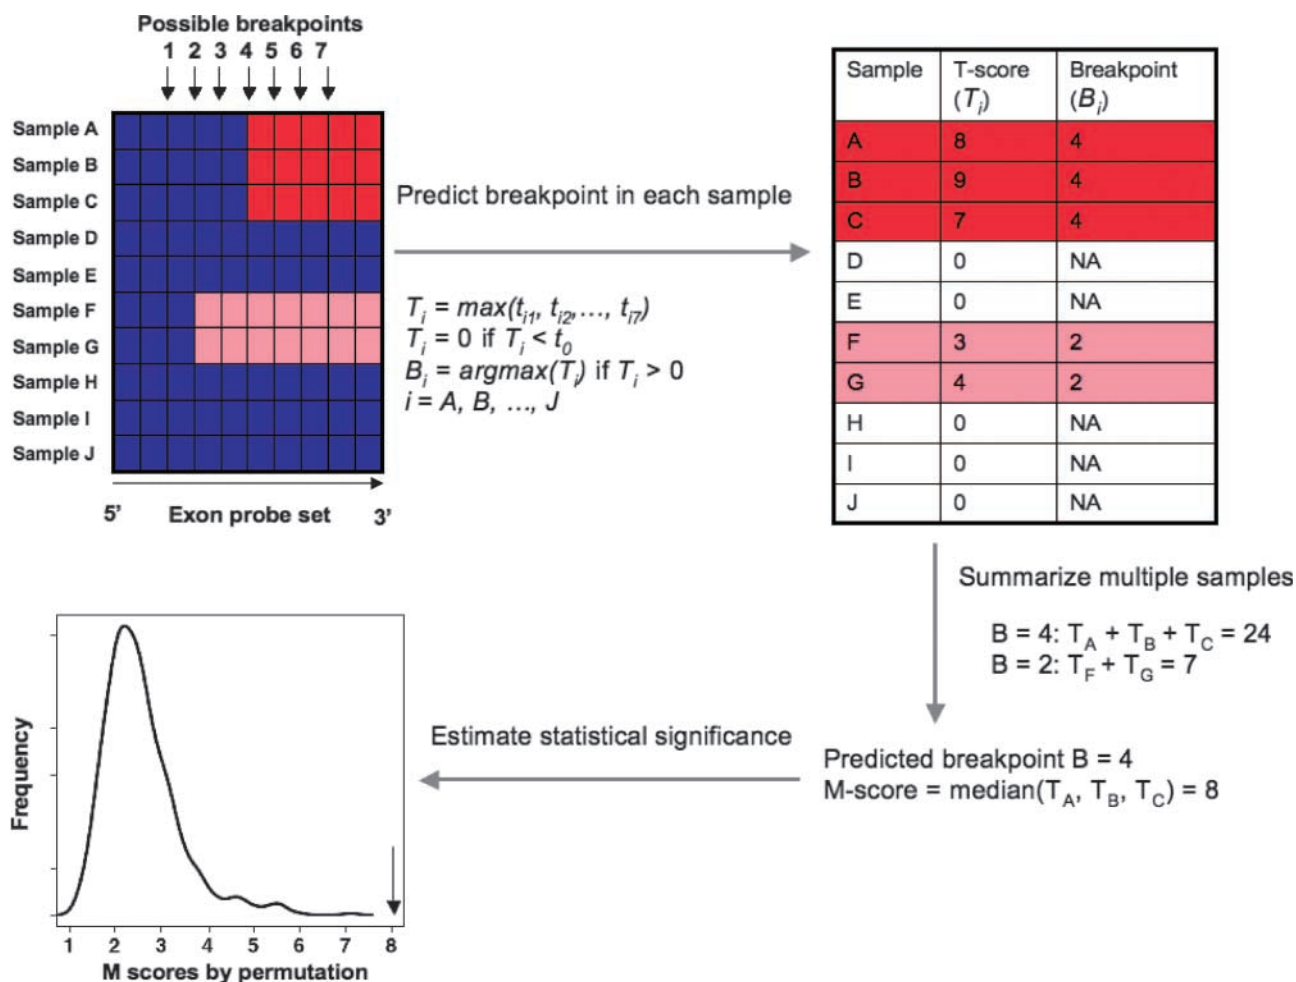 Possible breakpoints
1 2 3 4 5 6 7
Sample A
Sample B
Sample C
Sample D
Sample E
Sample F
Sample G
Sample H
Sample I
Sample J
5' Exon probe set 3'
Predict breakpoint in each sample
T_i = max(t_i1, t_i2,..., t_i7)
T_i = 0 if T_i < t_0
B_i = argmax(T_i) if T_i > 0
i = A, B, ..., J
Sample T-score (T_i) Breakpoint (B_i)
A 8 4
B 9 4
C 7 4
D 0 NA
E 0 NA
F 3 2
G 4 2
H 0 NA
I 0 NA
J 0 NA
Summarize multiple samples
B = 4: T_A + T_B + T_C = 24
B = 2: T_F + T_G = 7
Predicted breakpoint B = 4
M-score = median(T_A, T_B, T_C) = 8
Estimate statistical significance
Frequency
1 2 3 4 5 6 7 8
M scores by permutation